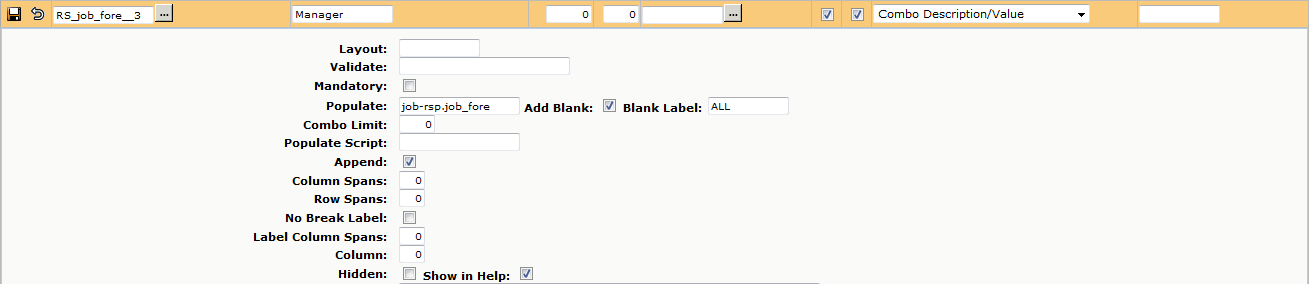 RS_job_fore__3 ... Manager 0 0 ... Combo Description/Value
Layout:
Validate:
Mandatory:
Populate: job-rsp.job_fore Add Blank: Blank Label: ALL
Combo Limit: 0
Populate Script:
Append:
Column Spans: 0
Row Spans: 0
No Break Label:
Label Column Spans: 0
Column: 0
Hidden: Show in Help: